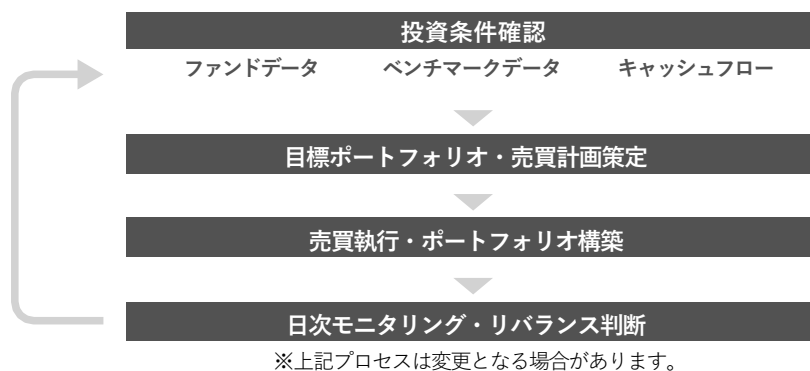 投資条件確認
ファンドデータ ベンチマークデータ キャッシュフロー
目標ポートフォリオ・売買計画策定
売買執行・ポートフォリオ構築
日次モニタリング・リバランス判断
※上記プロセスは変更となる場合があります。